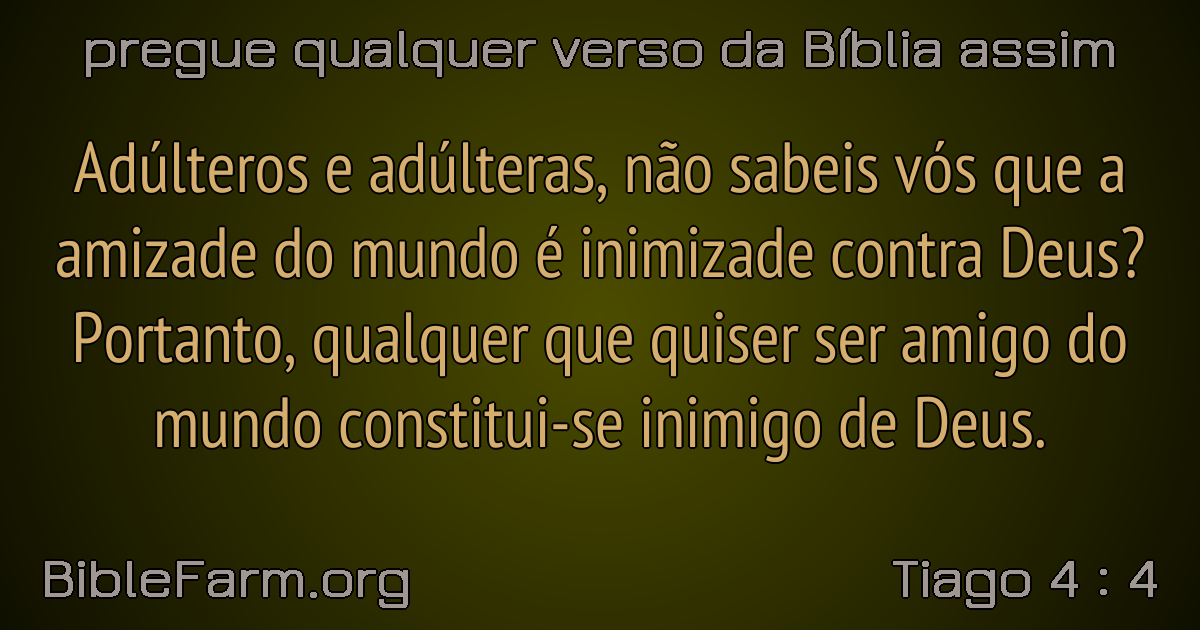 pregue qualquer verso da Bíblia assim
Adúlteros e adúlteras, não sabeis vós que a
amizade do mundo é inimizade contra Deus?
Portanto, qualquer que quiser ser amigo do
mundo constitui-se inimigo de Deus.
BibleFarm.org
Tiago 4 : 4